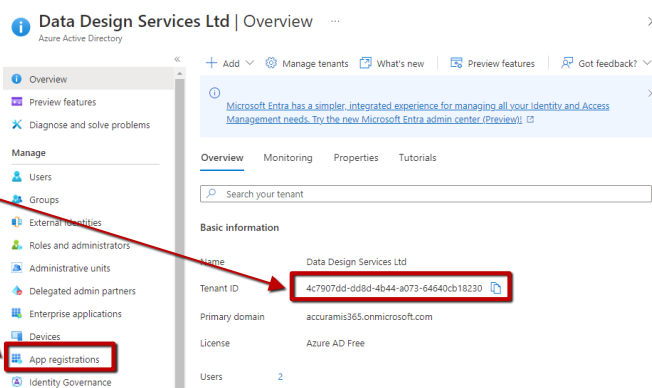 Data Design Services Ltd | Overview ...
Azure Active Directory
«
Overview
Preview features
Diagnose and solve problems
Manage
Users
Groups
External Identities
Roles and administrators
Administrative units
Delegated admin partners
Enterprise applications
Devices
App registrations
Identity Governance
+ Add Manage tenants What's new Preview features Got feedback?
Microsoft Entra has a simpler, integrated experience for managing all your Identity and Access
Management needs. Try the new Microsoft Entra admin center (Preview)!
Overview Monitoring Properties Tutorials
Search your tenant
Basic information
Name Data Design Services Ltd
Tenant ID 4c7907dd-dd8d-4b44-a073-64640cb18230
Primary domain accuramis365.onmicrosoft.com
License Azure AD Free
Users 2